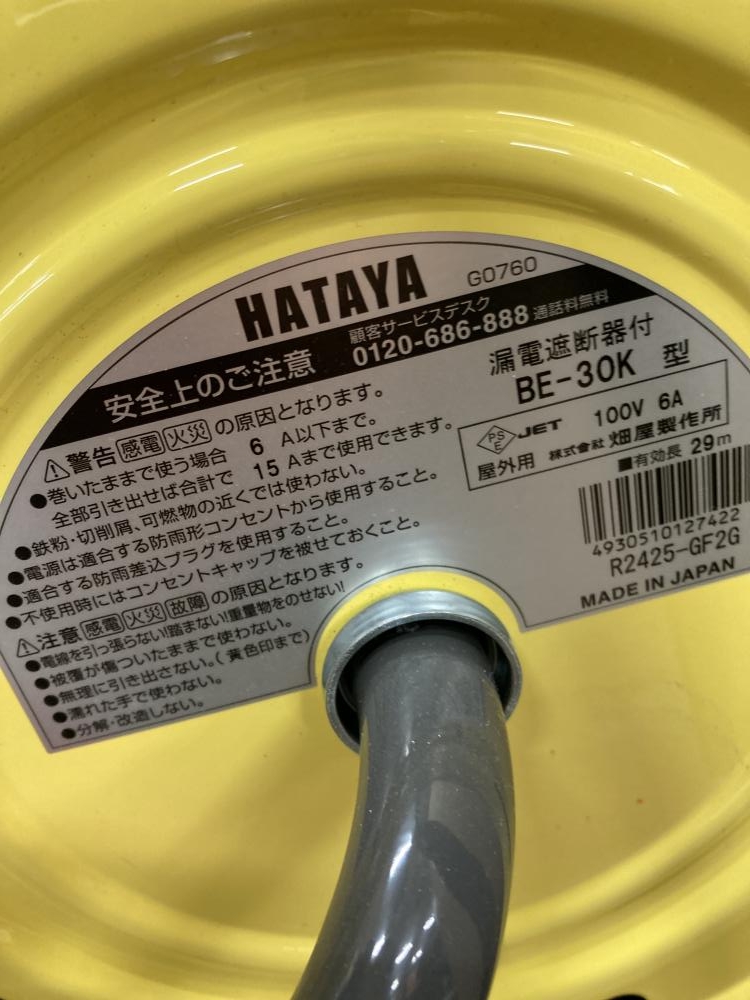 HATAYA G0760
安全上のご注意
顧客サービスデスク
0120-686-888 通話料無料
⚠警告 感電 火災 の原因となります。
●巻いたままで使う場合 6 A以下まで。
全部引き出せば合計で 15 Aまで使用できます。
●鉄粉・切削屑、可燃物の近くでは使わない。
●電源は適合する防雨形コンセントから使用すること。
●適合する防雨差込プラグを使用すること。
●不使用時にはコンセントキャップを被せておくこと。
⚠注意 感電 火災 故障 の原因となります。
●電線を引っ張らない!踏まない!重量物をのせない!
●被覆が傷ついたままで使わない。
●無理に引き出さない。(黄色印まで)
●濡れた手で使わない。
●分解・改造しない。
漏電遮断器付
BE-30K 型
PSE JET 100V 6A
屋外用 株式会社 畑屋製作所
■有効長 29m
4930510127422
R2425-GF2G
MADE IN JAPAN